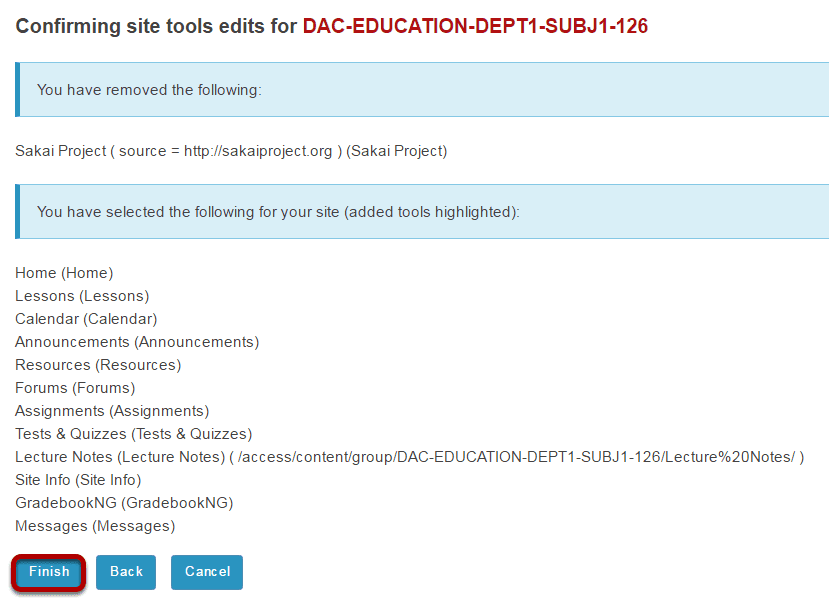 Confirming site tools edits for DAC-EDUCATION-DEPT1-SUBJ1-126
You have removed the following:
Sakai Project ( source = http://sakaiproject.org ) (Sakai Project)
You have selected the following for your site (added tools highlighted):
Home (Home)
Lessons (Lessons)
Calendar (Calendar)
Announcements (Announcements)
Resources (Resources)
Forums (Forums)
Assignments (Assignments)
Tests & Quizzes (Tests & Quizzes)
Lecture Notes (Lecture Notes) ( /access/content/group/DAC-EDUCATION-DEPT1-SUBJ1-126/Lecture%20Notes/ )
Site Info (Site Info)
GradebookNG (GradebookNG)
Messages (Messages)
Finish Back Cancel